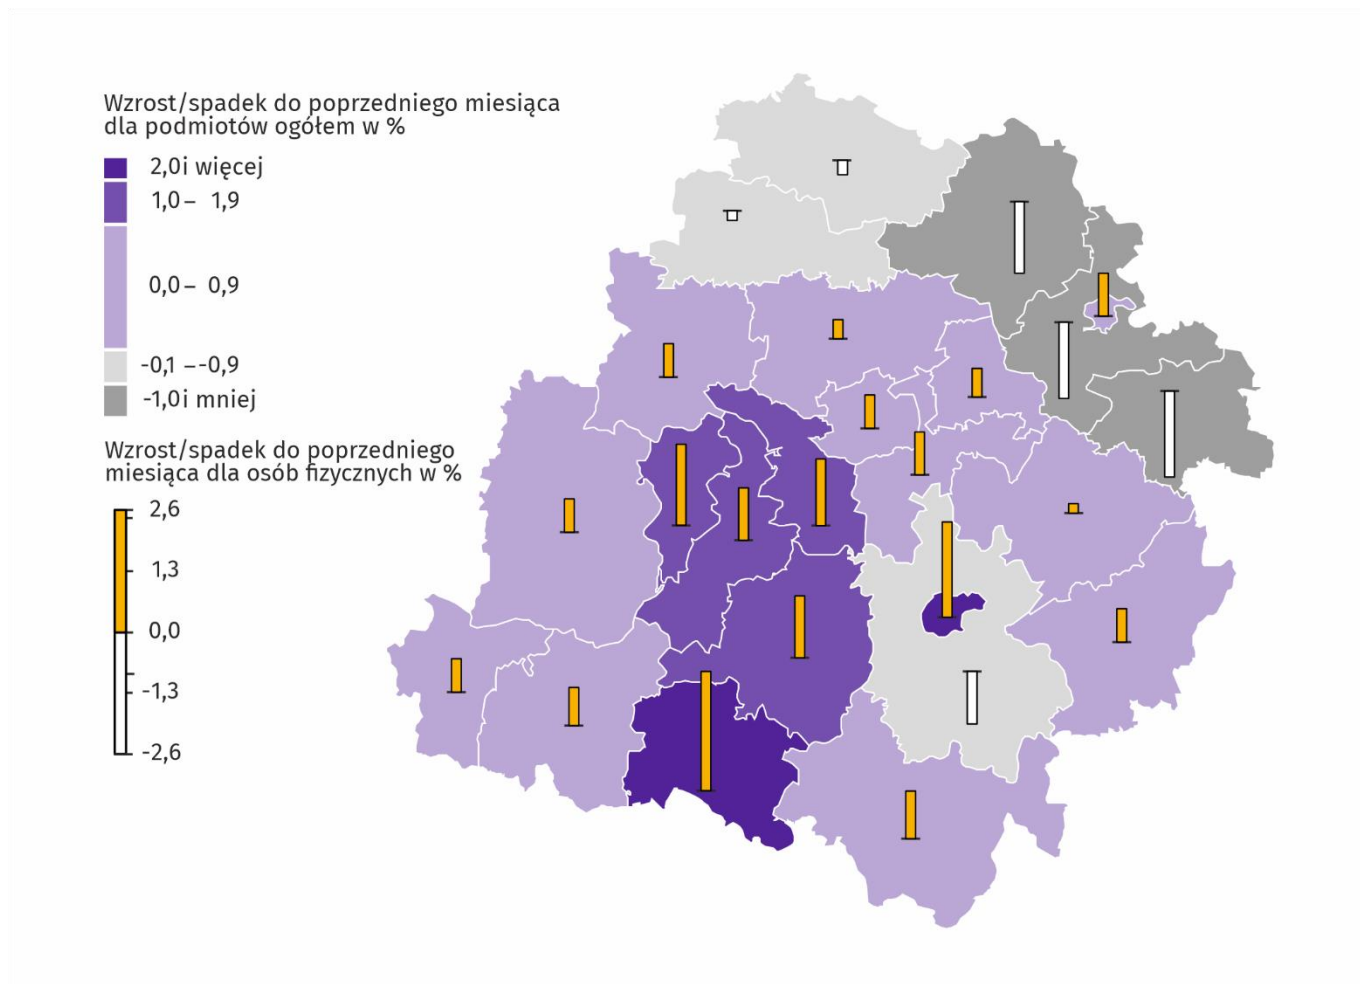 Wzrost/spadek do poprzedniego miesiąca
dla podmiotów ogółem w %
2,0i więcej
1,0– 1,9
0,0– 0,9
-0,1 –-0,9
-1,0i mniej
Wzrost/spadek do poprzedniego
miesiąca dla osób fizycznych w %
2,6
1,3
0,0
-1,3
-2,6